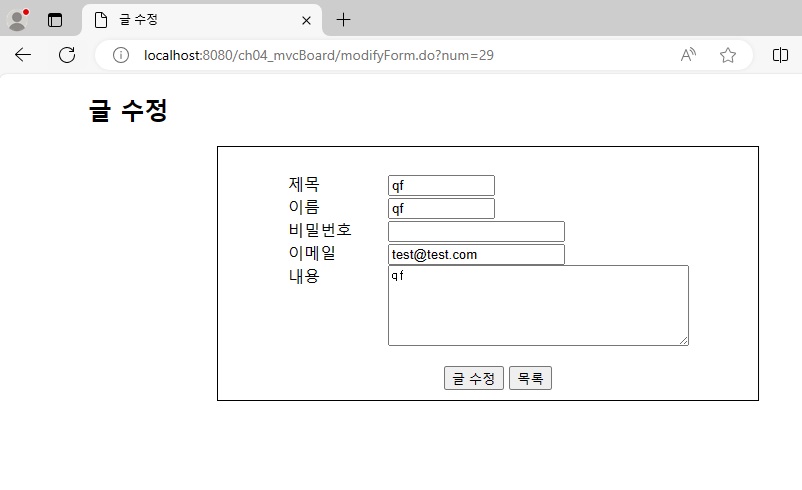 글 수정
localhost:8080/ch04_mvcBoard/modifyForm.do?num=29
글 수정
제목 qf
이름 qf
비밀번호
이메일 test@test.com
내용 qf
글 수정 목록